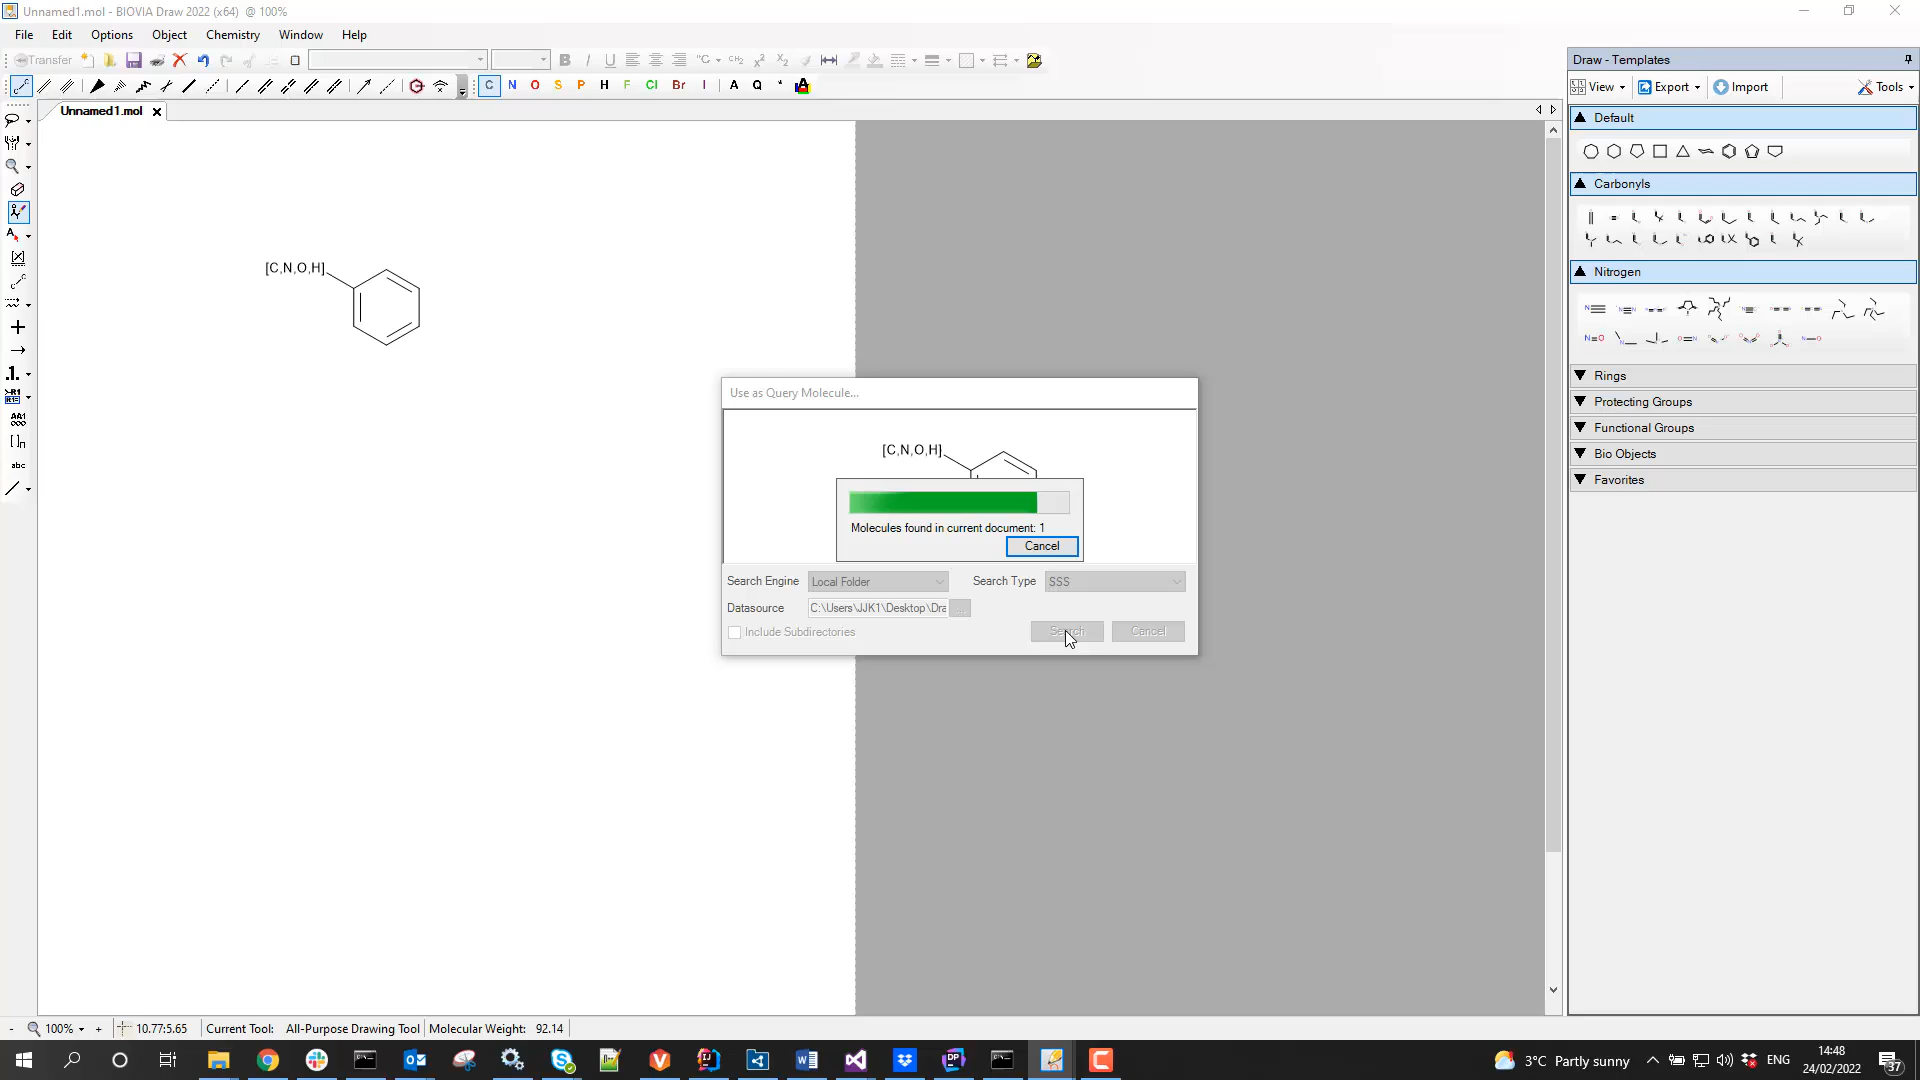 Unnamed1.mol - BIOVIA Draw 2022 (x64) @ 100%
File Edit Options Object Chemistry Window Help
Transfer
C N O S P H F Cl Br I A Q *
Unnamed1.mol
[C,N,O,H]
Use as Query Molecule...
[C,N,O,H]
Molecules found in current document: 1
Cancel
Search Engine Local Folder Search Type SSS
Datasource C:\Users\JJK1\Desktop\Dra ...
Include Subdirectories Search Cancel
Draw - Templates
View Export Import Tools
Default
Carbonyls
Nitrogen
Rings
Protecting Groups
Functional Groups
Bio Objects
Favorites
- 100% + 10.77:5.65 Current Tool: All-Purpose Drawing Tool Molecular Weight: 92.14
3°C Partly sunny ENG 14:48
24/02/2022
37